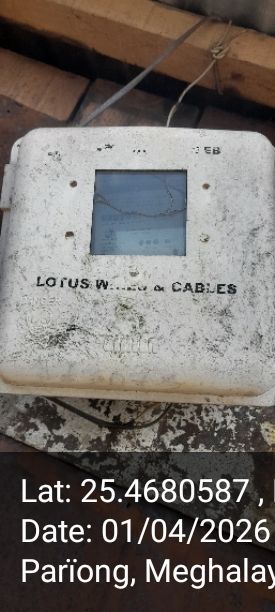 EB
LOTUS & CABLES
Lat: 25.4680587 ,
Date: 01/04/2026
Parïong, Meghalay